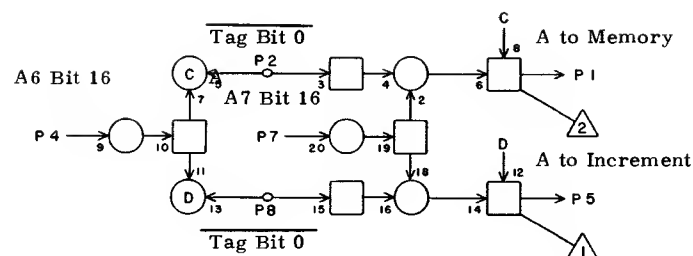 Tag Bit 0
C
A to Memory
A6 Bit 16
P2
C
5
A
3
4
6
8
P1
7
A7 Bit 16
2
2
P4
9
10
P7
20
19
D
A to Increment
11
18
12
D
13
P8
15
16
14
P5
Tag Bit 0
1